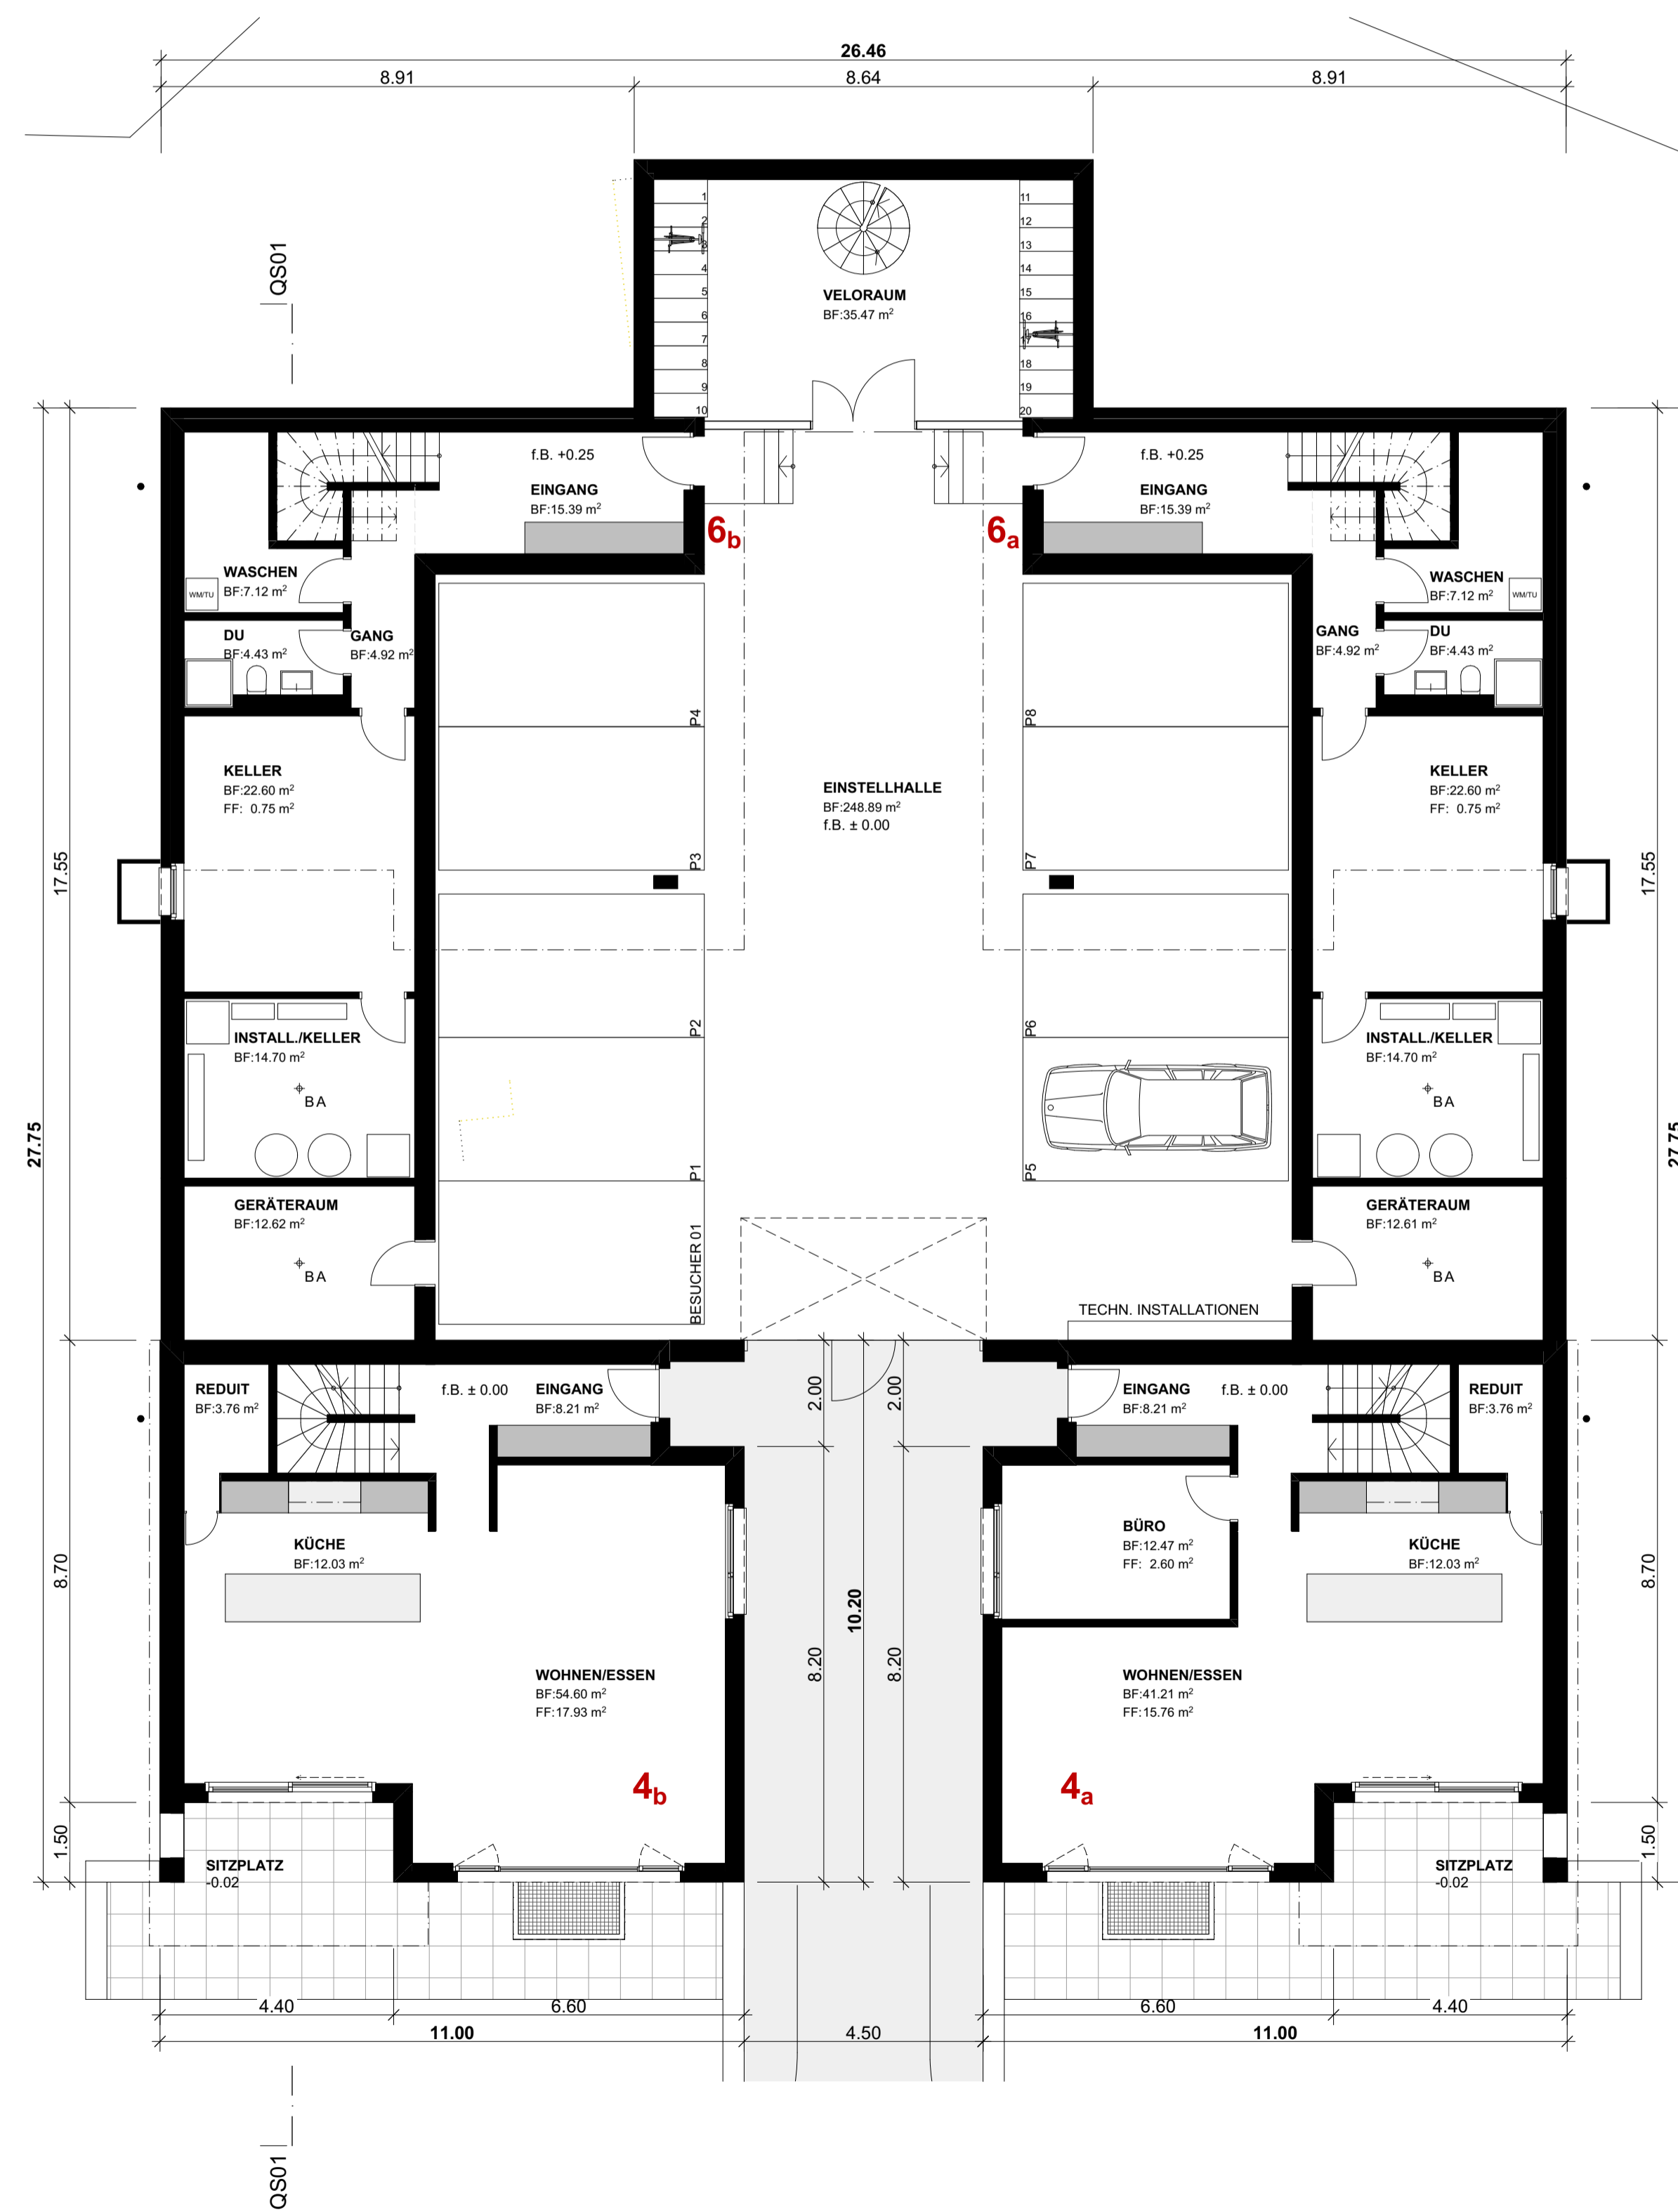 26.46
8.91
8.64
8.91
QS01
1
2
3
4
5
6
7
8
9
10
11
12
13
14
15
16
17
18
19
20
VELORAUM
BF:35.47 m²
f.B. +0.25
EINGANG
BF:15.39 m²
6b
f.B. +0.25
EINGANG
BF:15.39 m²
6a
WASCHEN
BF:7.12 m²
WM/TU
DU
BF:4.43 m²
GANG
BF:4.92 m²
WASCHEN
BF:7.12 m²
WM/TU
GANG
BF:4.92 m²
DU
BF:4.43 m²
KELLER
BF:22.60 m²
FF: 0.75 m²
P4
P3
P2
P1
BESUCHER 01
EINSTELLHALLE
BF:248.89 m²
f.B. ± 0.00
P8
P7
P6
P5
KELLER
BF:22.60 m²
FF: 0.75 m²
17.55
17.55
27.75
27.75
INSTALL./KELLER
BF:14.70 m²
BA
INSTALL./KELLER
BF:14.70 m²
BA
GERÄTERAUM
BF:12.62 m²
BA
GERÄTERAUM
BF:12.61 m²
BA
TECHN. INSTALLATIONEN
REDUIT
BF:3.76 m²
f.B. ± 0.00
EINGANG
BF:8.21 m²
2.00
2.00
EINGANG
BF:8.21 m²
f.B. ± 0.00
REDUIT
BF:3.76 m²
KÜCHE
BF:12.03 m²
BÜRO
BF:12.47 m²
FF: 2.60 m²
KÜCHE
BF:12.03 m²
8.70
8.20
10.20
8.20
8.70
WOHNEN/ESSEN
BF:54.60 m²
FF:17.93 m²
4b
WOHNEN/ESSEN
BF:41.21 m²
FF:15.76 m²
4a
1.50
SITZPLATZ
-0.02
SITZPLATZ
-0.02
1.50
4.40
6.60
6.60
4.40
11.00
4.50
11.00
QS01